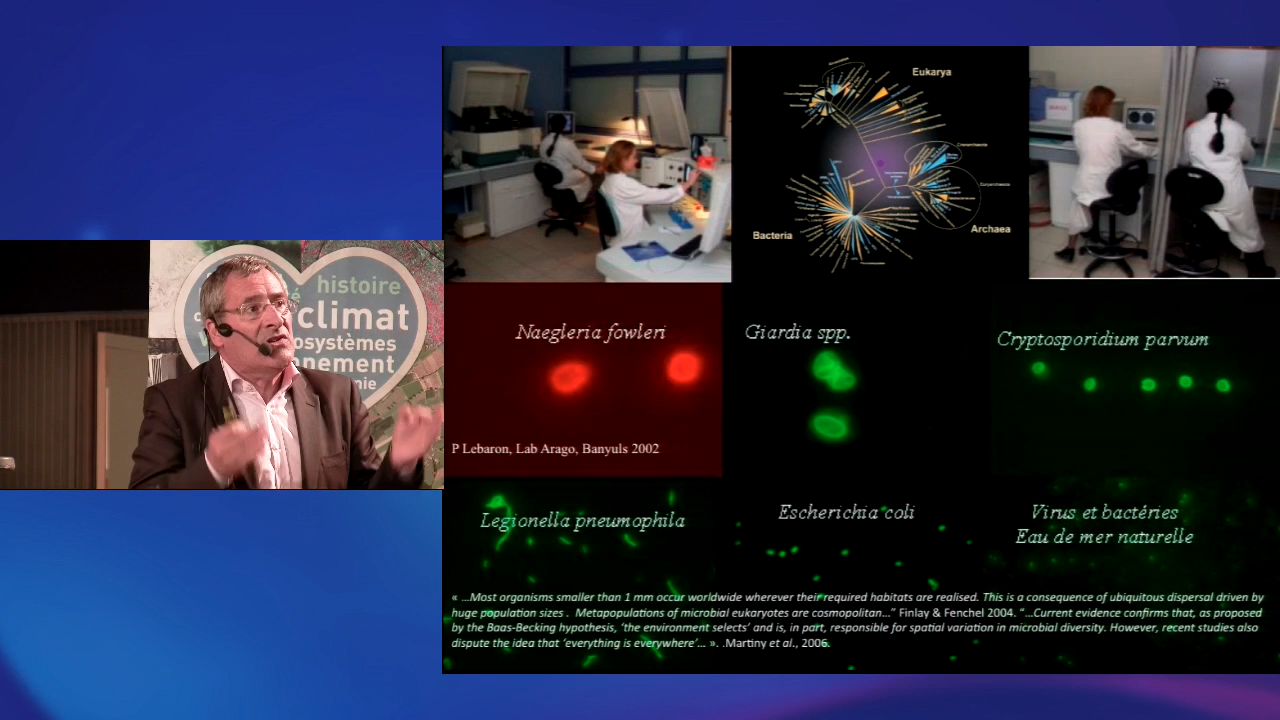 histoire
climat
osystèmes
nnement
nie
Eukarya
Bacteria
Archaea
Naegleria fowleri
Giardia spp.
Cryptosporidium parvum
P Lebaron, Lab Arago, Banyuls 2002
Legionella pneumophila
Escherichia coli
Virus et bactéries
Eau de mer naturelle
« …Most organisms smaller than 1 mm occur worldwide wherever their required habitats are realised. This is a consequence of ubiquitous dispersal driven by
huge population sizes . Metapopulations of microbial eukaryotes are cosmopolitan…” Finlay & Fenchel 2004. “…Current evidence confirms that, as proposed
by the Baas-Becking hypothesis, ‘the environment selects’ and is, in part, responsible for spatial variation in microbial diversity. However, recent studies also
dispute the idea that ‘everything is everywhere’… ». .Martiny et al., 2006.